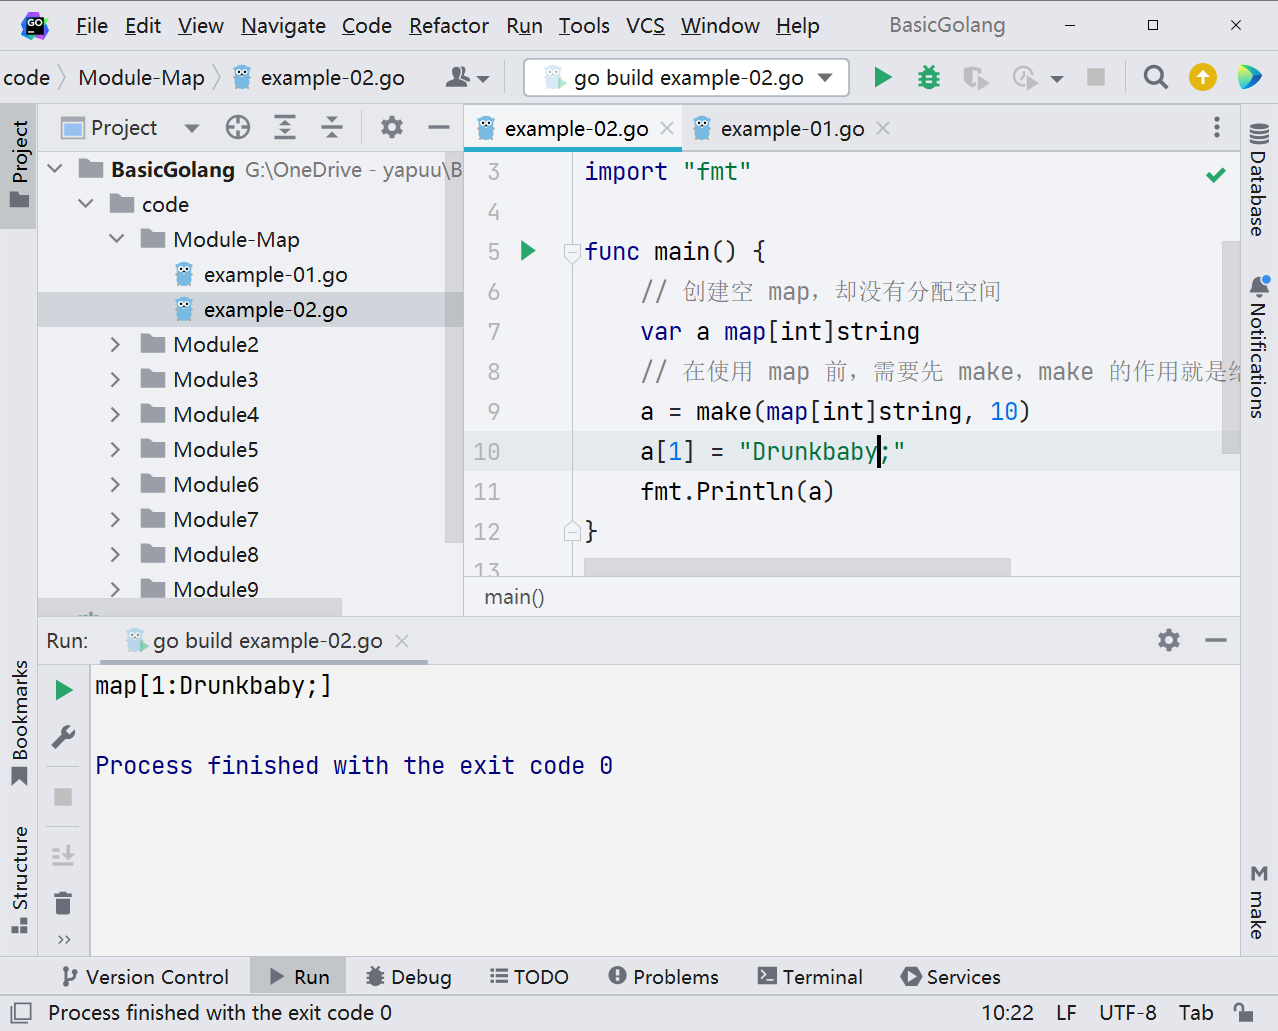 GO File Edit View Navigate Code Refactor Run Tools VCS Window Help BasicGolang
code Module-Map example-02.go go build example-02.go
Project example-02.go example-01.go
BasicGolang G:\OneDrive - yapuu\B
code
Module-Map
example-01.go
example-02.go
Module2
Module3
Module4
Module5
Module6
Module7
Module8
Module9
3 import "fmt"
4
5 func main() {
6 // 创建空 map，却没有分配空间
7 var a map[int]string
8 // 在使用 map 前，需要先 make，make 的作用就是给
9 a = make(map[int]string, 10)
10 a[1] = "Drunkbaby;"
11 fmt.Println(a)
12 }
13
main()
Project
Bookmarks
Structure
Database
Notifications
M make
Run: go build example-02.go
map[1:Drunkbaby;]
Process finished with the exit code 0
Version Control Run Debug TODO Problems Terminal Services
Process finished with the exit code 0 10:22 LF UTF-8 Tab